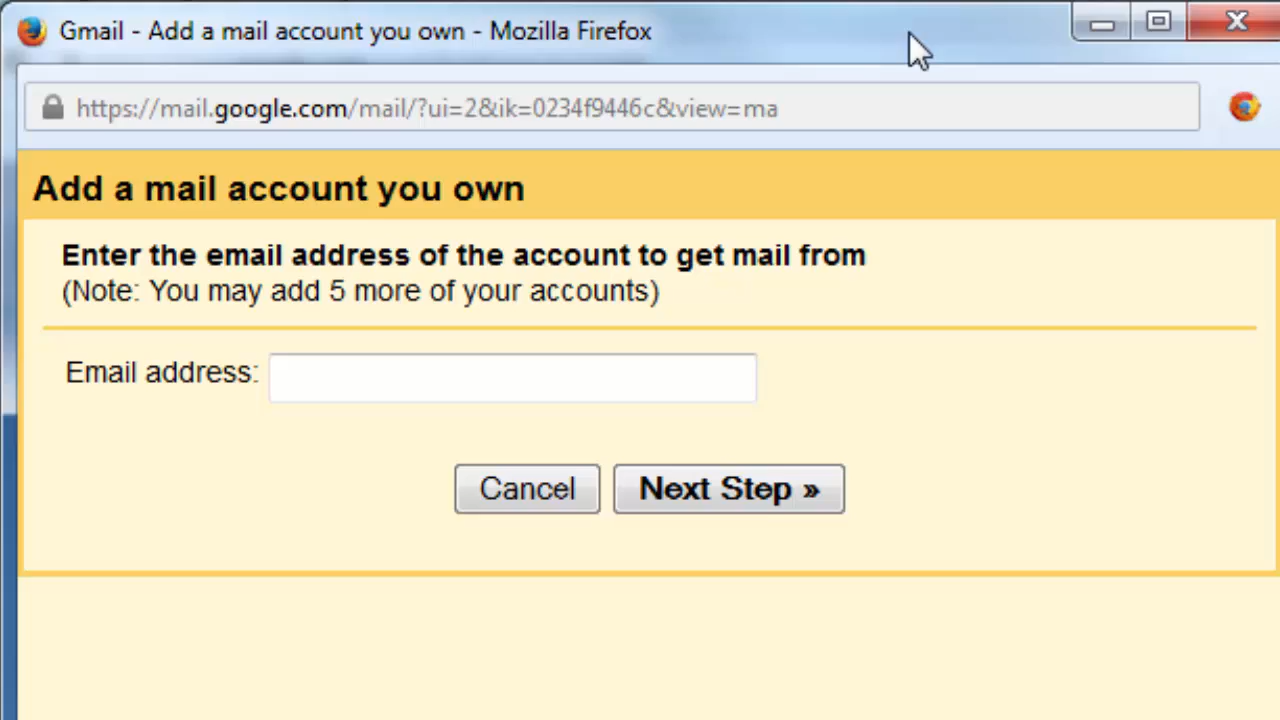 Gmail - Add a mail account you own - Mozilla Firefox
https://mail.google.com/mail/?ui=2&ik=0234f9446c&view=ma
Add a mail account you own
Enter the email address of the account to get mail from
(Note: You may add 5 more of your accounts)
Email address:
Cancel Next Step »